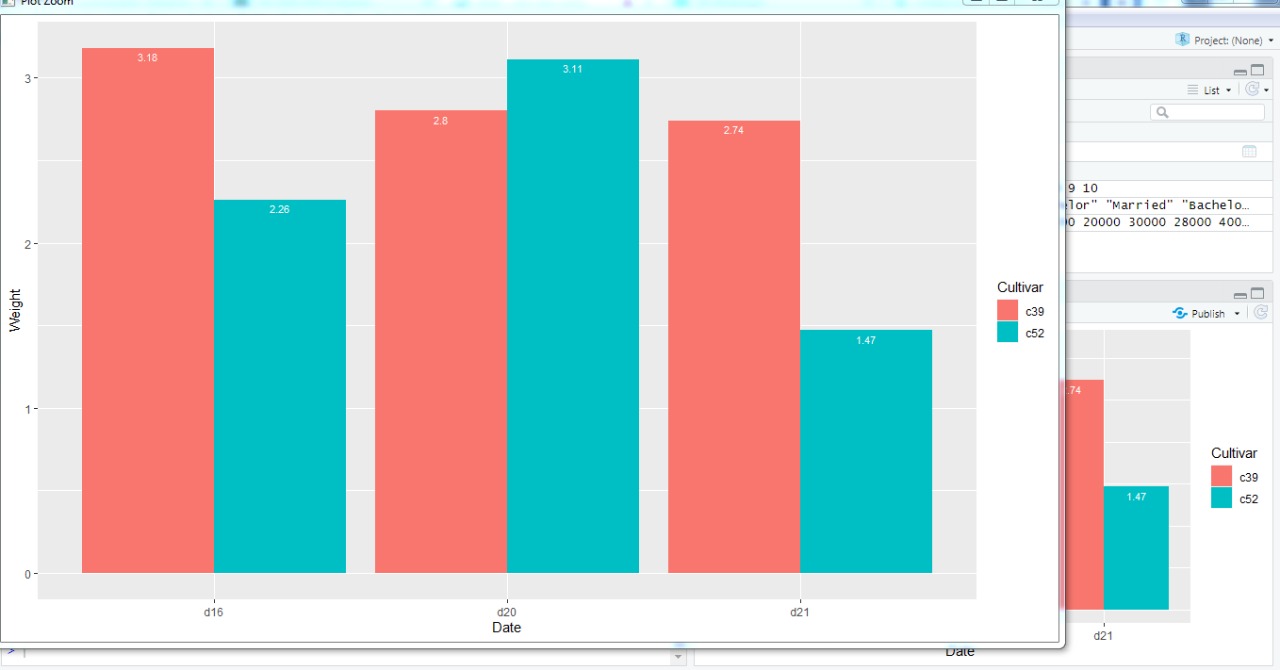 Plot Zoom
3.18
3.11
2.8
2.74
2.26
1.47
3
2
1
0
Weight
d16
d20
d21
Date
Cultivar
c39
c52
Project: (None)
List
9 10
"Married" "Bachelo...
20000 30000 28000 400...
Publish
.74
1.47
Cultivar
c39
c52
d21
Date
>